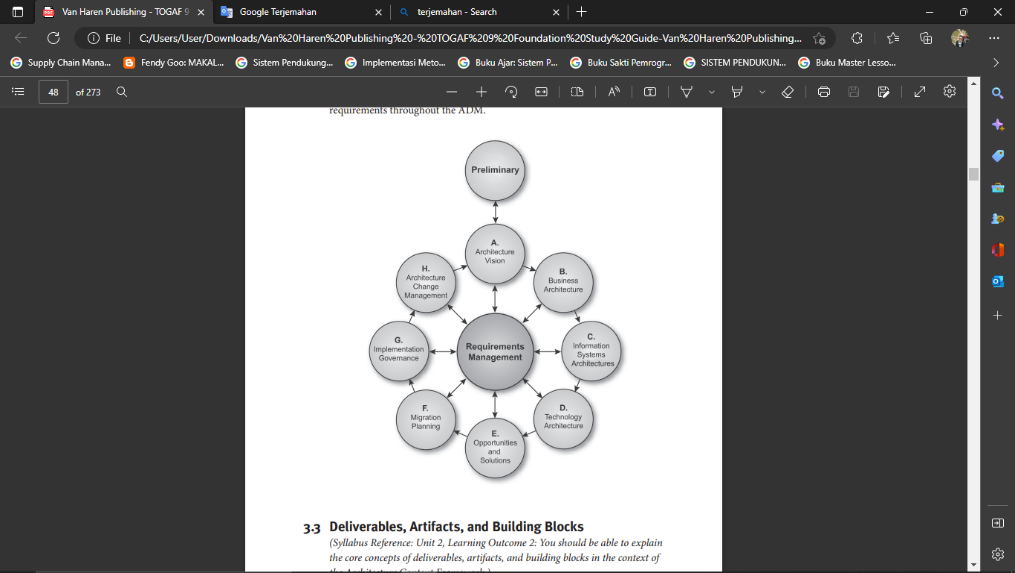 Van Haren Publishing - TOGAF 9
Google Terjemahan
terjemahan - Search
File
C:/Users/User/Downloads/Van%20Haren%20Publishing%20-%20TOGAF%209%20Foundation%20Study%20Guide-Van%20Haren%20Publishing...
Supply Chain Mana...
Fendy Goo: MAKAL...
Sistem Pendukung...
Implementasi Meto...
Buku Ajar: Sistem P...
Buku Sakti Pemrogr...
SISTEM PENDUKUN...
Buku Master Lesso...
48 of 273
requirements throughout the ADM.
Preliminary
A.
Architecture
Vision
B.
Business
Architecture
C.
Information
Systems
Architectures
D.
Technology
Architecture
E.
Opportunities
and
Solutions
F.
Migration
Planning
G.
Implementation
Governance
H.
Architecture
Change
Management
Requirements
Management
3.3 Deliverables, Artifacts, and Building Blocks
(Syllabus Reference: Unit 2, Learning Outcome 2: You should be able to explain
the core concepts of deliverables, artifacts, and building blocks in the context of